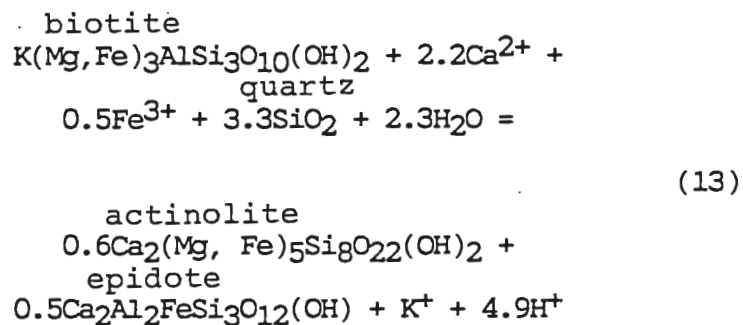 biotite
K(Mg,Fe)3AlSi3O10(OH)2 + 2.2Ca2+ +
quartz
0.5Fe3+ + 3.3SiO2 + 2.3H2O =
(13)
actinolite
0.6Ca2(Mg, Fe)5Si8O22(OH)2 +
epidote
0.5Ca2Al2FeSi3O12(OH) + K+ + 4.9H+